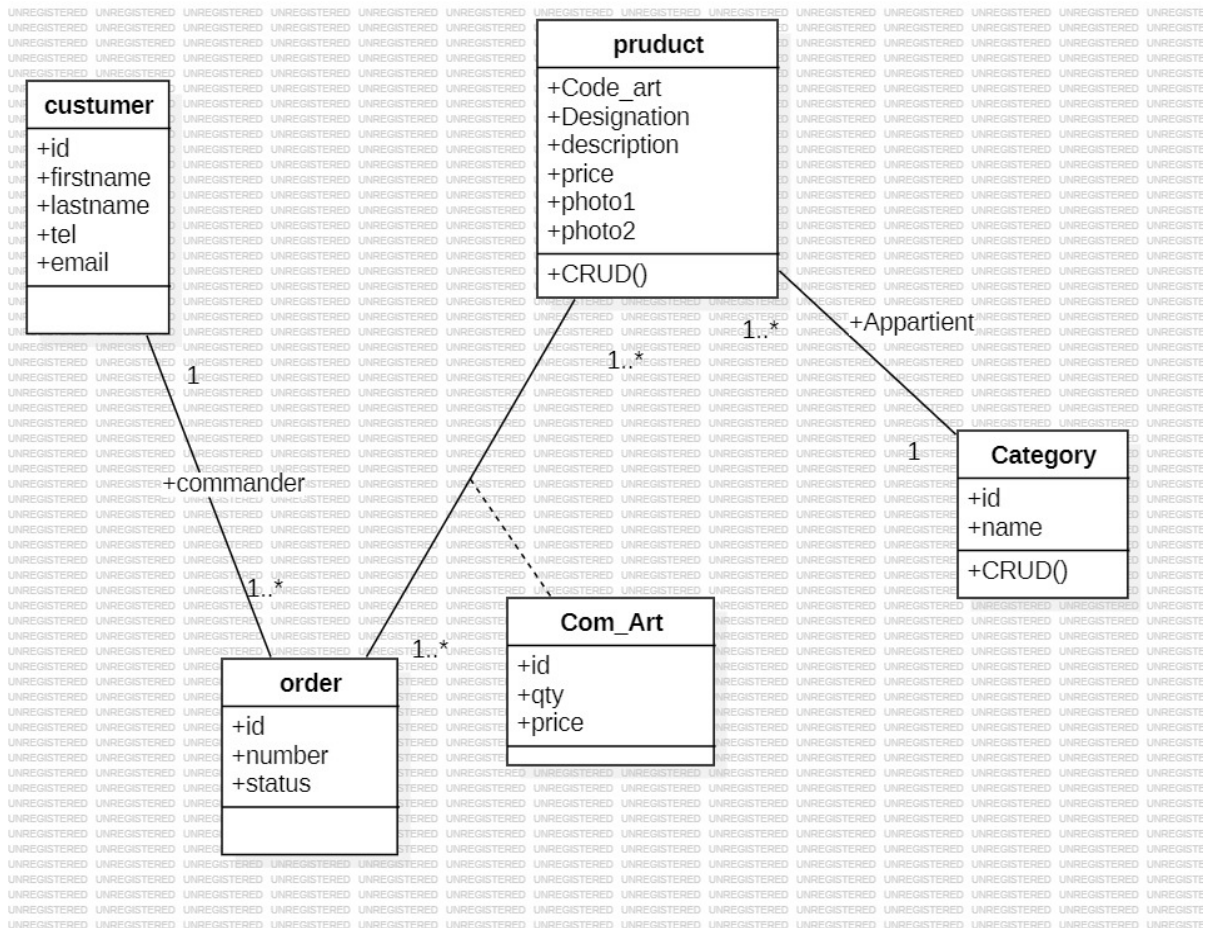 pruduct
+Code_art
+Designation
+description
+price
+photo1
+photo2
+CRUD()
custumer
+id
+firstname
+lastname
+tel
+email
1
+commander
1..*
1..*
1..*
1..*
+Appartient
1
Category
+id
+name
+CRUD()
Com_Art
+id
+qty
+price
order
+id
+number
+status
UNREGISTERED